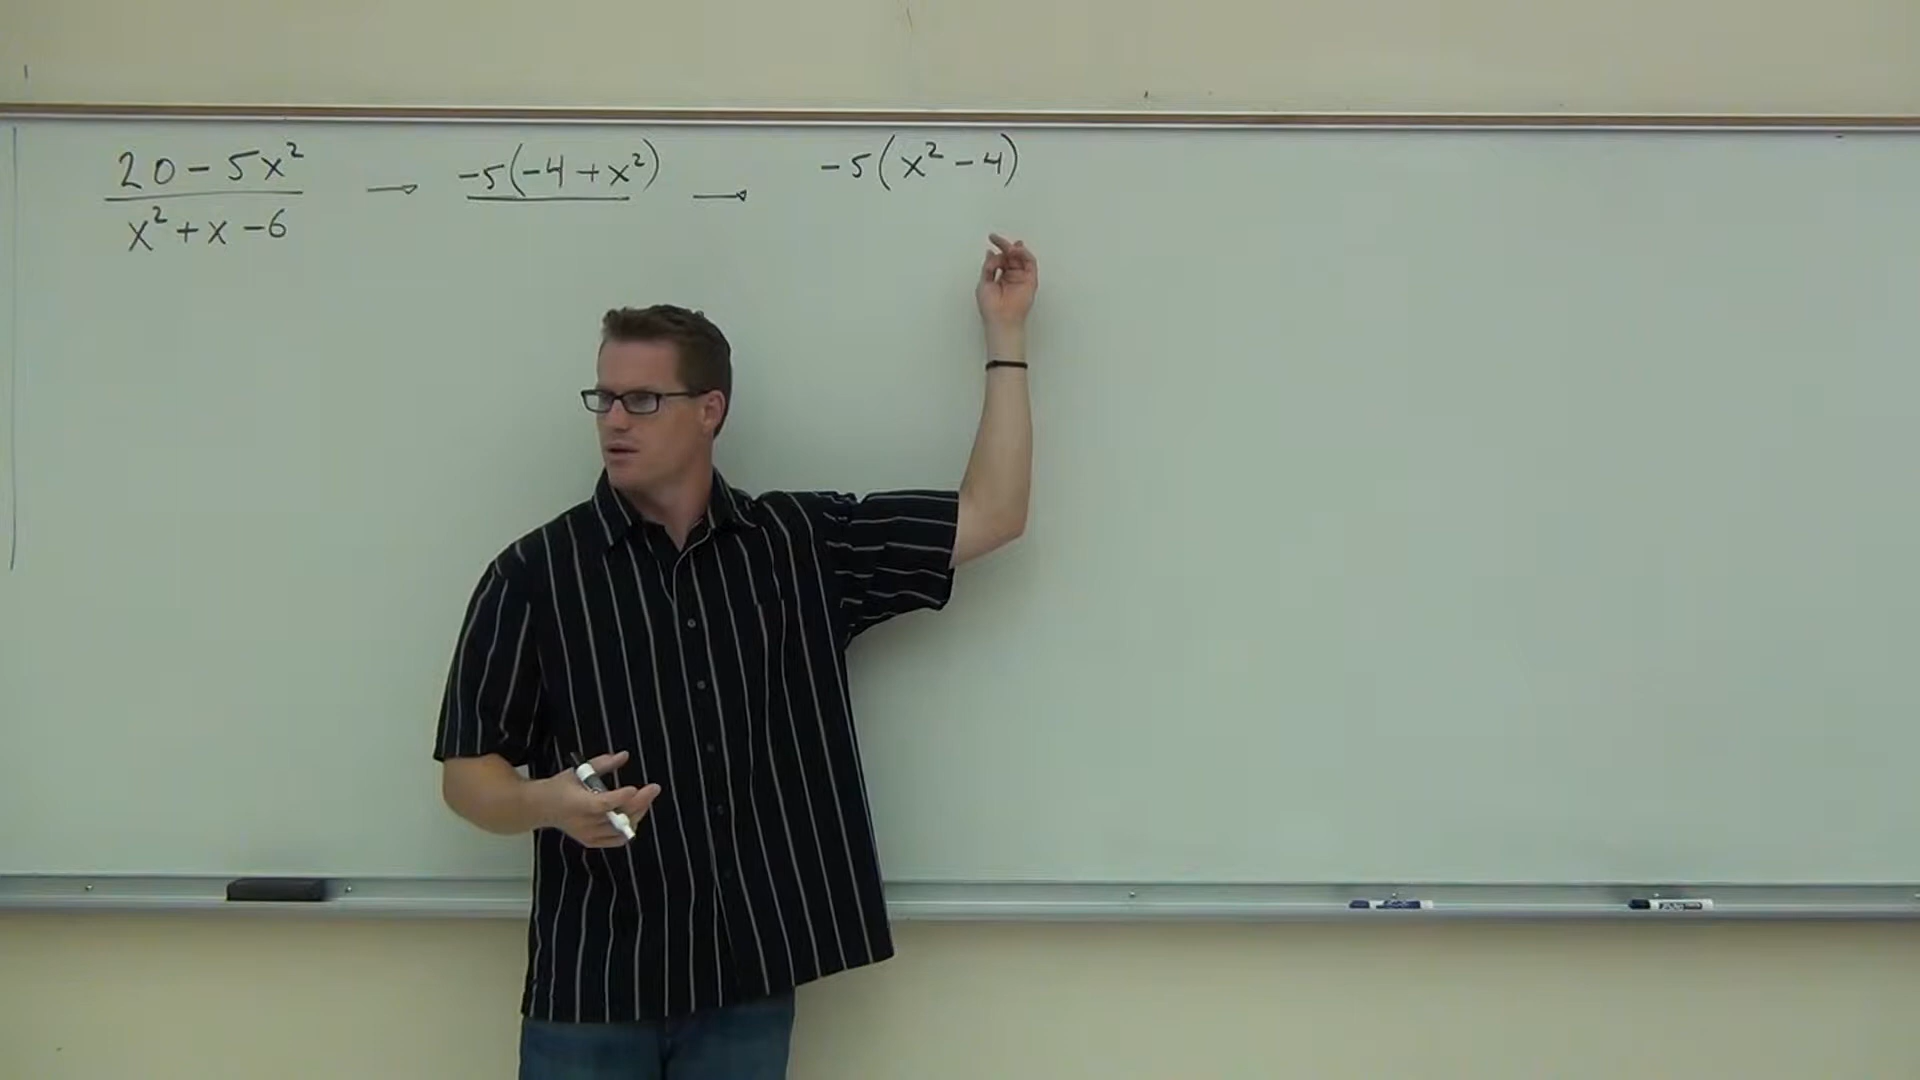 20 - 5x² → -5(-4 + x²) → -5(x² - 4)
x² + x - 6